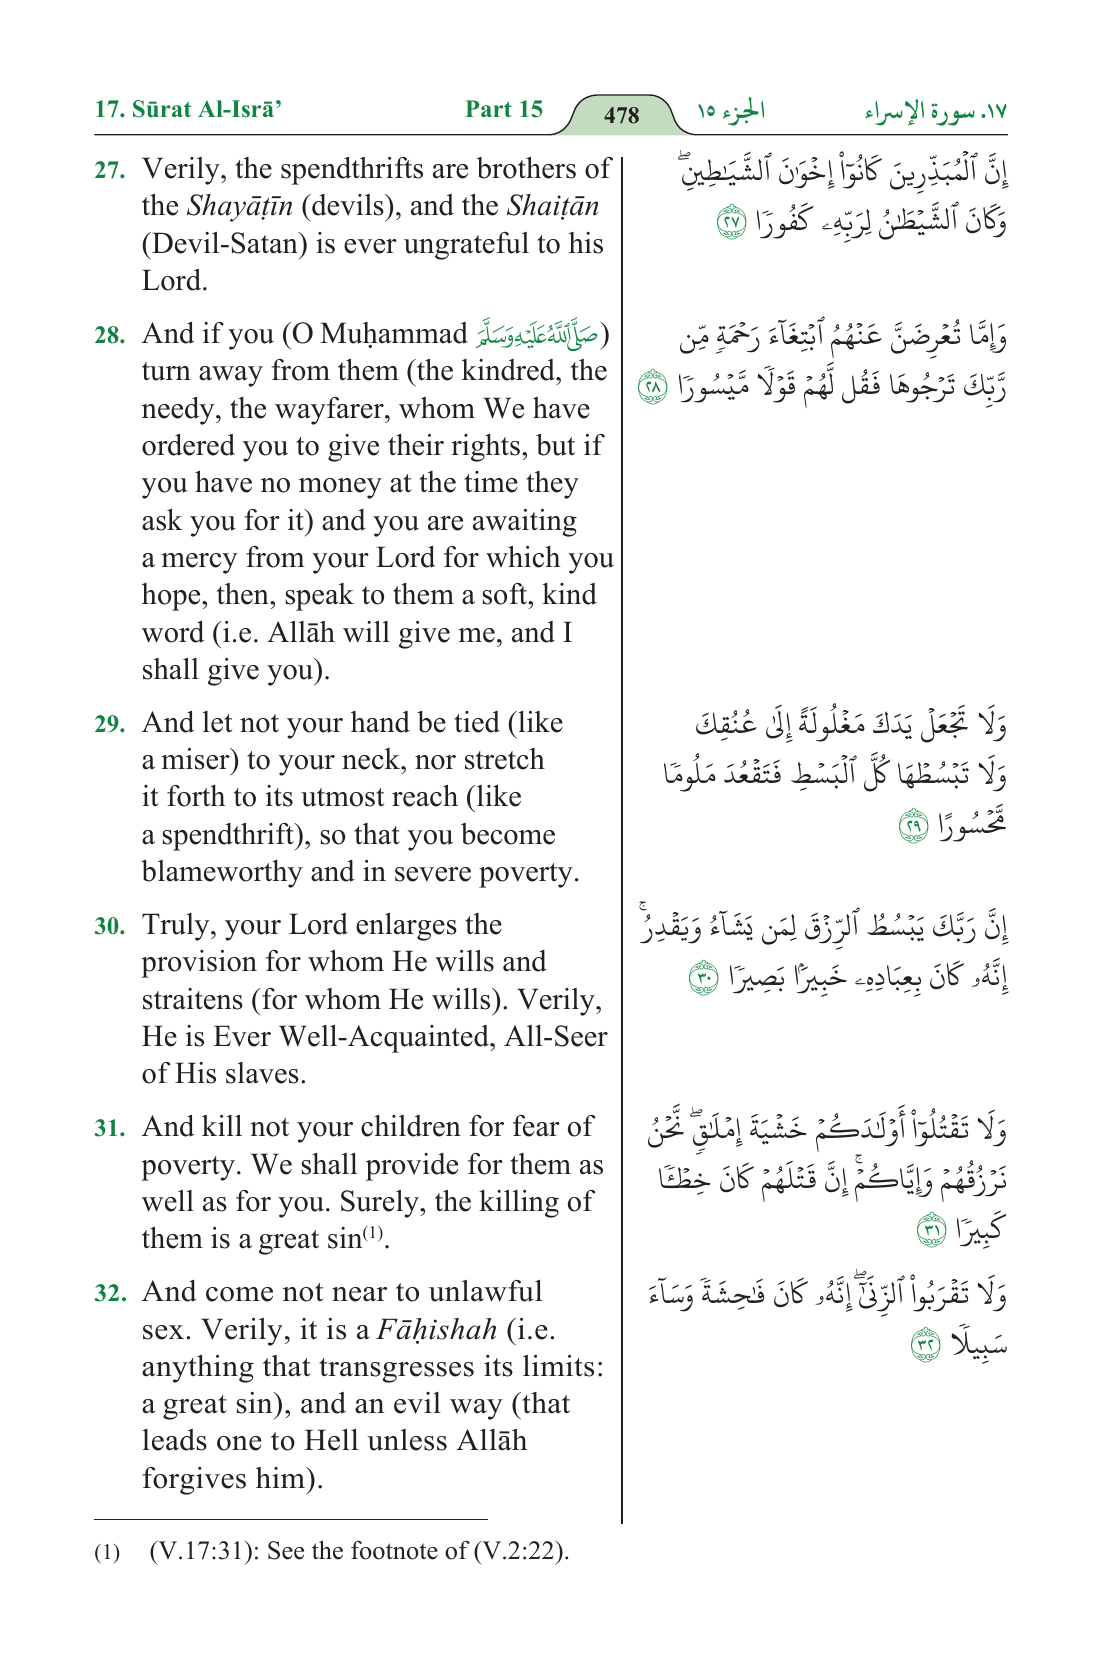 17. Sūrat Al-Isrā’ Part 15 478 الجزء ١٥ ١٧. سورة الإسراء
27. Verily, the spendthrifts are brothers of
the Shayāṭīn (devils), and the Shaiṭān
(Devil-Satan) is ever ungrateful to his
Lord.
28. And if you (O Muḥammad صَلَّى ٱللَّهُ عَلَيْهِ وَسَلَّمَ)
turn away from them (the kindred, the
needy, the wayfarer, whom We have
ordered you to give their rights, but if
you have no money at the time they
ask you for it) and you are awaiting
a mercy from your Lord for which you
hope, then, speak to them a soft, kind
word (i.e. Allāh will give me, and I
shall give you).
29. And let not your hand be tied (like
a miser) to your neck, nor stretch
it forth to its utmost reach (like
a spendthrift), so that you become
blameworthy and in severe poverty.
30. Truly, your Lord enlarges the
provision for whom He wills and
straitens (for whom He wills). Verily,
He is Ever Well-Acquainted, All-Seer
of His slaves.
31. And kill not your children for fear of
poverty. We shall provide for them as
well as for you. Surely, the killing of
them is a great sin(1).
32. And come not near to unlawful
sex. Verily, it is a Fāḥishah (i.e.
anything that transgresses its limits:
a great sin), and an evil way (that
leads one to Hell unless Allāh
forgives him).
إِنَّ ٱلْمُبَذِّرِينَ كَانُوٓا۟ إِخْوَٰنَ ٱلشَّيَـٰطِينِ ۖ
وَكَانَ ٱلشَّيْطَـٰنُ لِرَبِّهِۦ كَفُورًا ٢٧
وَإِمَّا تُعْرِضَنَّ عَنْهُمُ ٱبْتِغَآءَ رَحْمَةٍ مِّن
رَّبِّكَ تَرْجُوهَا فَقُل لَّهُمْ قَوْلًا مَّيْسُورًا ٢٨
وَلَا تَجْعَلْ يَدَكَ مَغْلُولَةً إِلَىٰ عُنُقِكَ
وَلَا تَبْسُطْهَا كُلَّ ٱلْبَسْطِ فَتَقْعُدَ مَلُومًا
مَّحْسُورًا ٢٩
إِنَّ رَبَّكَ يَبْسُطُ ٱلرِّزْقَ لِمَن يَشَآءُ وَيَقْدِرُ ۚ
إِنَّهُۥ كَانَ بِعِبَادِهِۦ خَبِيرًۢا بَصِيرًا ٣٠
وَلَا تَقْتُلُوٓا۟ أَوْلَـٰدَكُمْ خَشْيَةَ إِمْلَـٰقٍ ۖ نَّحْنُ
نَرْزُقُهُمْ وَإِيَّاكُمْ ۚ إِنَّ قَتْلَهُمْ كَانَ خِطْـًٔا
كَبِيرًا ٣١
وَلَا تَقْرَبُوا۟ ٱلزِّنَىٰٓ ۖ إِنَّهُۥ كَانَ فَـٰحِشَةً وَسَآءَ
سَبِيلًا ٣٢
(1) (V.17:31): See the footnote of (V.2:22).